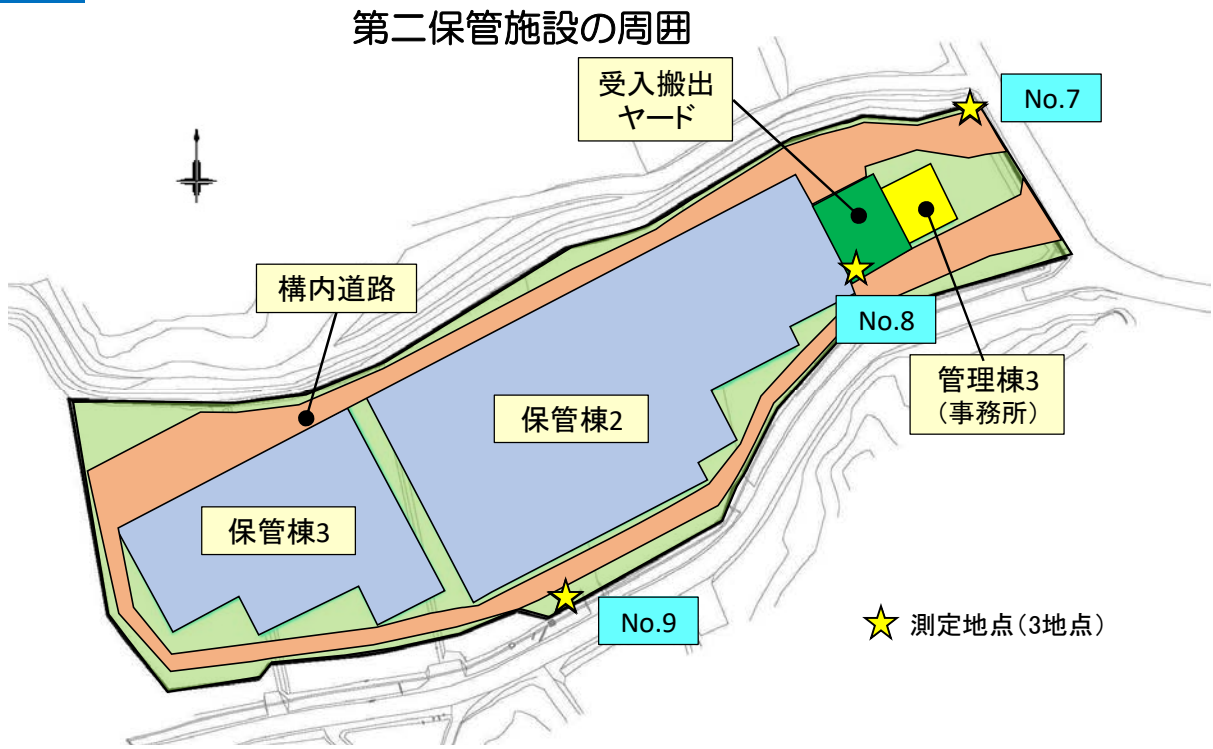 第二保管施設の周囲
受入搬出
ヤード
No.7
構内道路
No.8
管理棟3
（事務所）
保管棟2
保管棟3
No.9
測定地点（3地点）